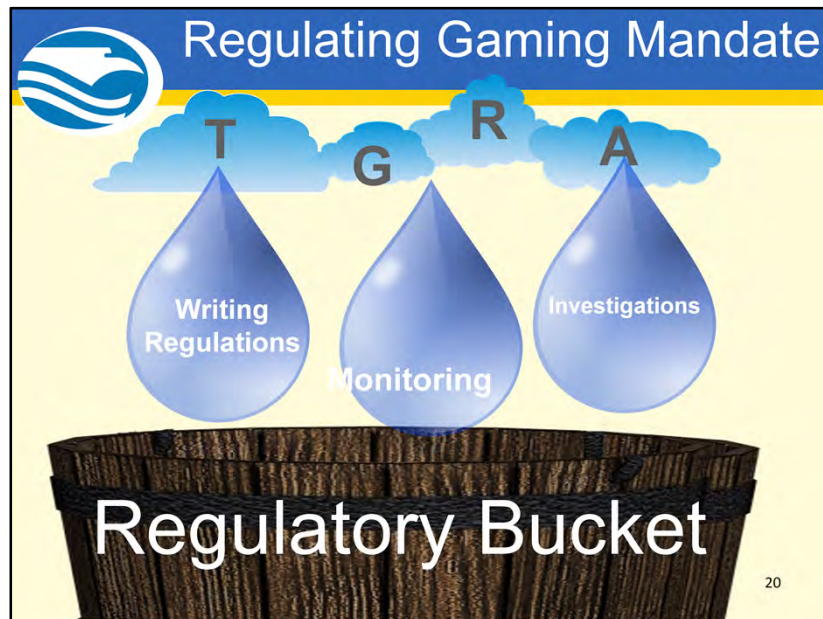 Regulating Gaming Mandate
T
G
R
A
Writing
Regulations
Monitoring
Investigations
Regulatory Bucket
20